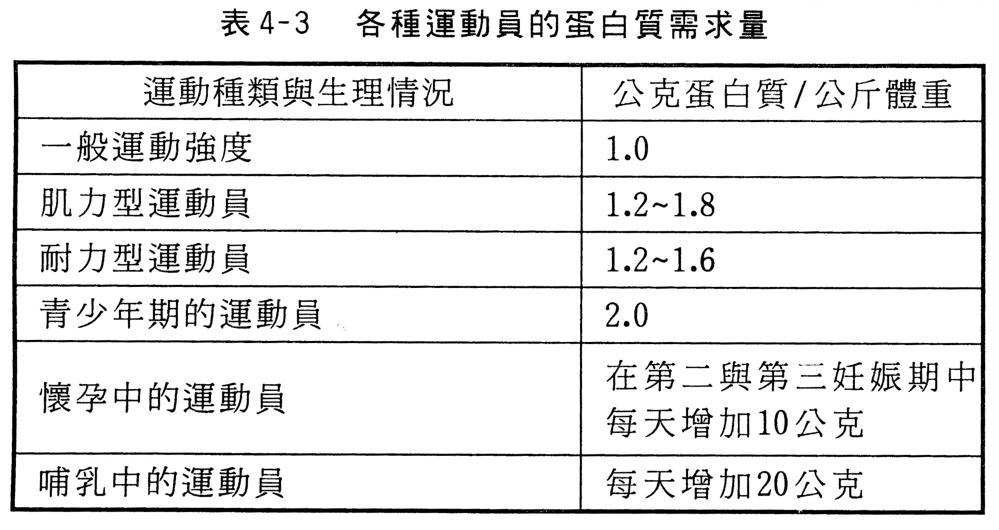 表4-3 各種運動員的蛋白質需求量
運動種類與生理情況 公克蛋白質/公斤體重
一般運動強度 1.0
肌力型運動員 1.2~1.8
耐力型運動員 1.2~1.6
青少年期的運動員 2.0
懷孕中的運動員 在第二與第三妊娠期中
每天增加10公克
哺乳中的運動員 每天增加20公克